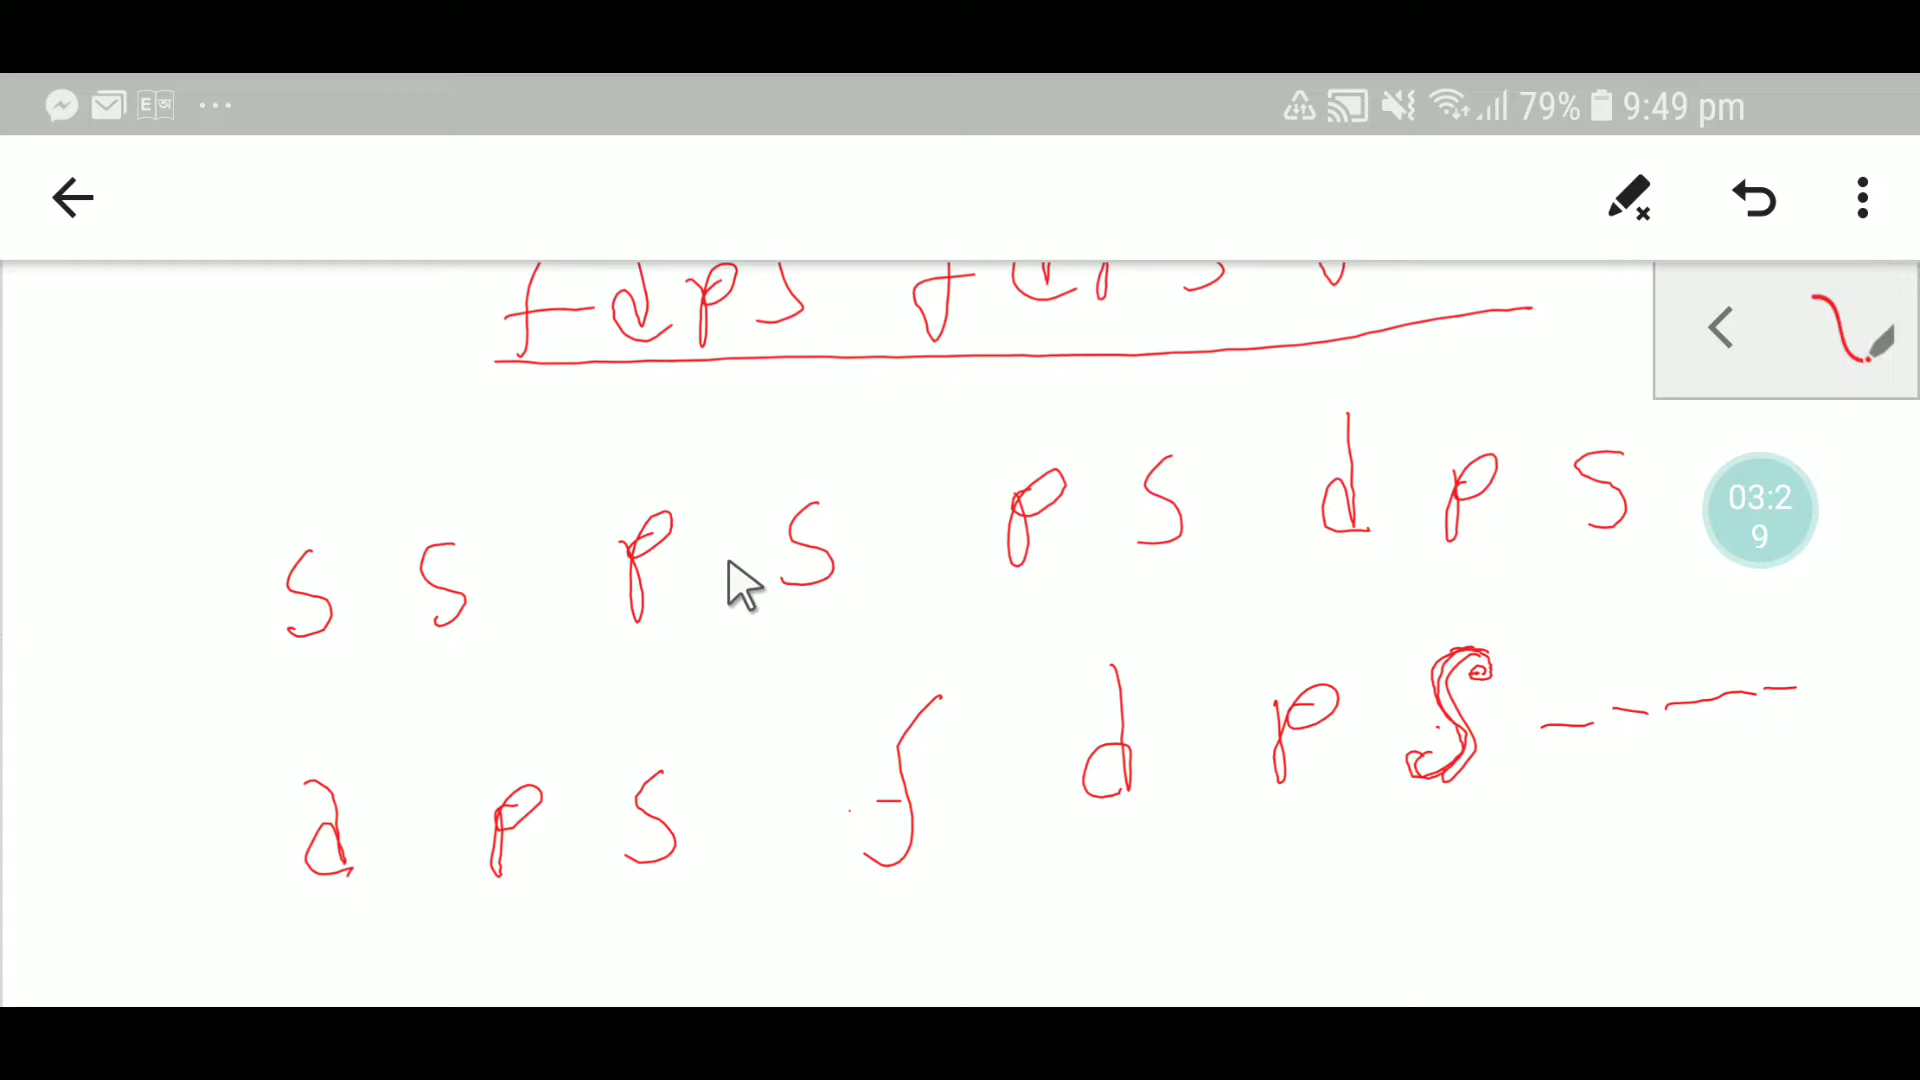 79% 9:49 pm
fdps f
s s p s p s d p s
03:2
9
d p s f d p s - - - -